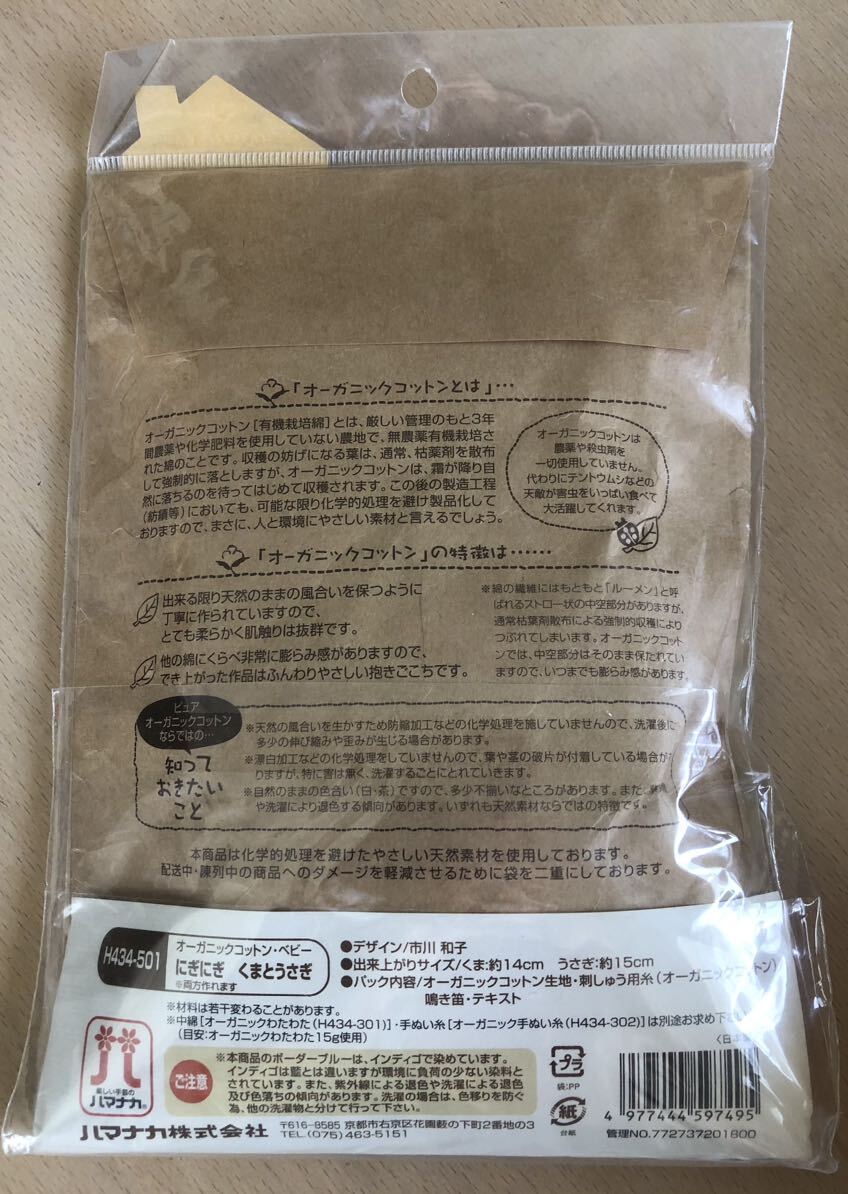 「オーガニックコットンとは」…
オーガニックコットン[有機栽培綿]とは、厳しい管理のもと3年
間農薬や化学肥料を使用していない農地で、無農薬有機栽培さ
れた綿のことです。収穫の妨げになる葉は、通常、枯葉剤を散布
して強制的に落としますが、オーガニックコットンは、霜が降り自
然に落ちるのを待ってはじめて収穫されます。この後の製造工程
(紡績等)においても、可能な限り化学的処理を避け製品化して
おりますので、まさに、人と環境にやさしい素材と言えるでしょう。
オーガニックコットンは
農薬や殺虫剤を
一切使用していません。
代わりにテントウムシなどの
天敵が害虫をいっぱい食べて
大活躍してくれます。
「オーガニックコットン」の特徴は……
出来る限り天然のままの風合いを保つように
丁寧に作られていますので、
とても柔らかく肌触りは抜群です。
他の綿にくらべ非常に膨らみ感がありますので、
でき上がった作品はふんわりやさしい抱きごこちです。
※綿の繊維にはもともと「ルーメン」と呼
ばれるストロー状の中空部分がありますが、
通常枯葉剤散布による強制的収穫により
つぶれてしまいます。オーガニックコット
ンでは、中空部分はそのまま保たれてい
ますので、いつまでも膨らみ感があります。
ピュア
オーガニックコットン
ならではの…
知って
おきたい
こと
※天然の風合いを生かすため防縮加工などの化学処理を施していませんので、洗濯後に
多少の伸び縮みや歪みが生じる場合があります。
※漂白加工などの化学処理をしていませんので、葉や茎の破片が付着している場合があ
りますが、特に害は無く、洗濯するごとにとれていきます。
※自然のままの色合い(白・茶)ですので、多少不揃いなところがあります。また、
や洗濯により退色する傾向があります。いずれも天然素材ならではの特徴です。
本商品は化学的処理を避けたやさしい天然素材を使用しております。
配送中・陳列中の商品へのダメージを軽減させるために袋を二重にしております。
H434-501
オーガニックコットン・ベビー
にぎにぎ くまとうさぎ
※両方作れます
●デザイン/市川 和子
●出来上がりサイズ/くま:約14cm うさぎ:約15cm
●パック内容/オーガニックコットン生地・刺しゅう用糸(オーガニックコットン)
鳴き笛・テキスト
※材料は若干変わることがあります。
※中綿[オーガニックわたわた(H434-301)]・手ぬい糸[オーガニック手ぬい糸(H434-302)]は別途お求め下さい
(目安:オーガニックわたわた15g使用)
〈日本
楽しい手芸の
ハマナカ®
ご注意
※本商品のボーダーブルーは、インディゴで染めています。
インディゴは藍とは違いますが環境に負荷の少ない染料と
されています。また、紫外線による退色や洗濯による退色
及び色落ちの傾向があります。洗濯の場合は、色移りを防ぐ
為、他の洗濯物と分けて行って下さい。
プラ
袋:PP
紙
台紙
4 977444 597495
管理NO.772737201800
ハマナカ株式会社
〒616-8585 京都市右京区花園薮の下町2番地の3
TEL.(075)463-5151